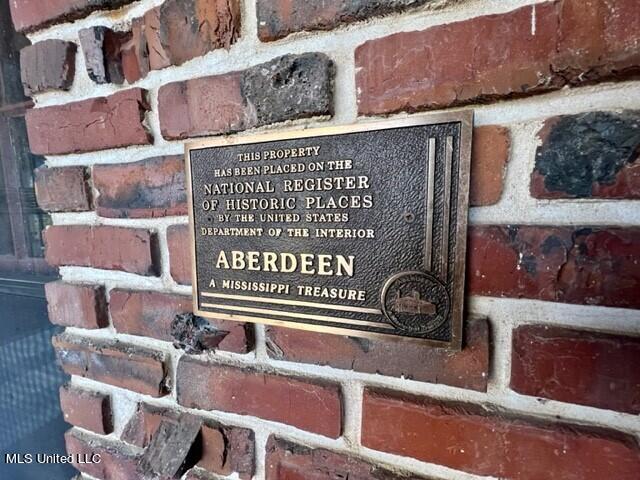 THIS PROPERTY
HAS BEEN PLACED ON THE
NATIONAL REGISTER
OF HISTORIC PLACES
BY THE UNITED STATES
DEPARTMENT OF THE INTERIOR
ABERDEEN
A MISSISSIPPI TREASURE
MLS United, LLC